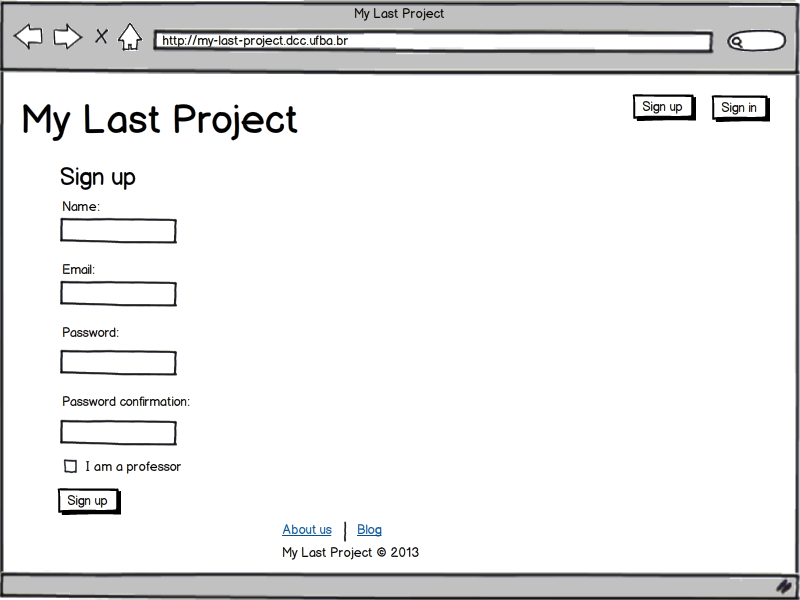 My Last Project
http://my-last-project.dcc.ufba.br
My Last Project
Sign up
Sign in
Sign up
Name:
Email:
Password:
Password confirmation:
I am a professor
Sign up
About us | Blog
My Last Project © 2013